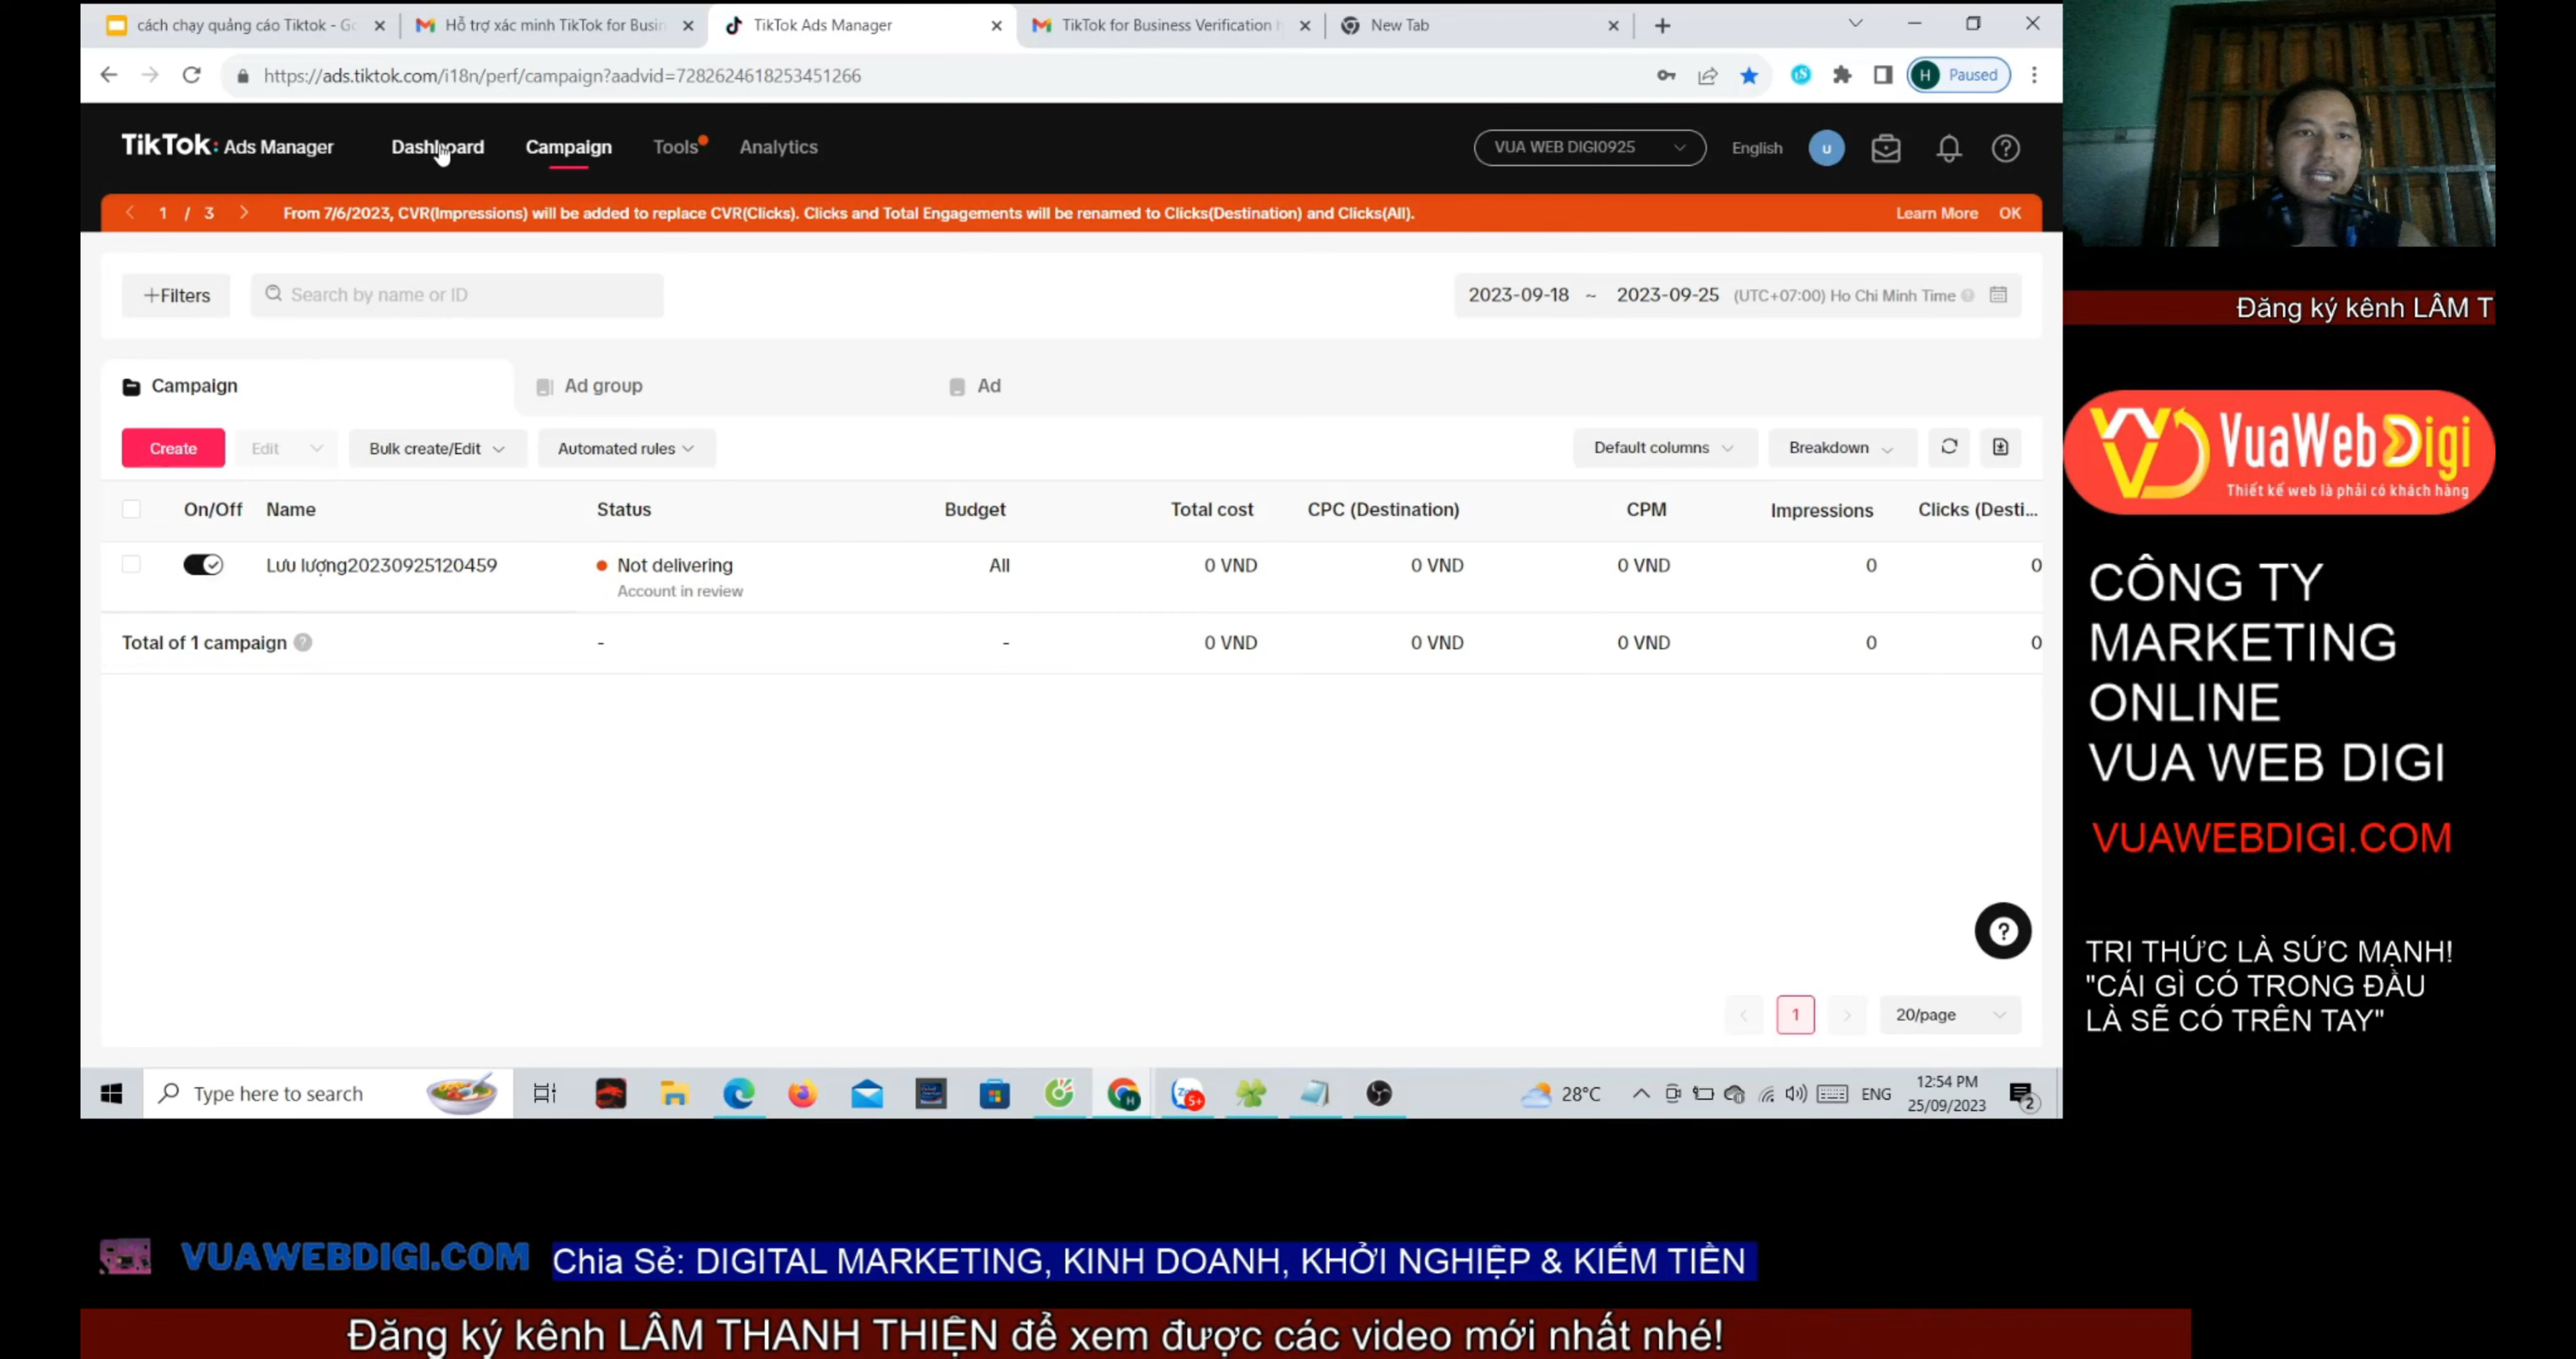 cách chạy quảng cáo Tiktok - Go
Hỗ trợ xác minh TikTok for Busin
TikTok Ads Manager
TikTok for Business Verification h
New Tab
https://ads.tiktok.com/i18n/perf/campaign?aadvid=7282624618253451266
H Paused
TikTok: Ads Manager
Dashboard
Campaign
Tools
Analytics
VUA WEB DIGI0925
English
u
1 / 3
From 7/6/2023, CVR(Impressions) will be added to replace CVR(Clicks). Clicks and Total Engagements will be renamed to Clicks(Destination) and Clicks(All).
Learn More OK
+Filters
Search by name or ID
2023-09-18 ~ 2023-09-25 (UTC+07:00) Ho Chi Minh Time
Campaign
Ad group
Ad
Create
Edit
Bulk create/Edit
Automated rules
Default columns
Breakdown
On/Off Name Status Budget Total cost CPC (Destination) CPM Impressions Clicks (Desti...
Lưu lượng20230925120459 Not delivering All 0 VND 0 VND 0 VND 0 0
Account in review
Total of 1 campaign - - 0 VND 0 VND 0 VND 0 0
1
20/page
Type here to search
5+
28°C
ENG
12:54 PM
25/09/2023
2
Đăng ký kênh LÂM T
VuaWebDigi
Thiết kế web là phải có khách hàng
CÔNG TY
MARKETING
ONLINE
VUA WEB DIGI
VUAWEBDIGI.COM
TRI THỨC LÀ SỨC MẠNH!
"CÁI GÌ CÓ TRONG ĐẦU
LÀ SẼ CÓ TRÊN TAY"
VUAWEBDIGI.COM
Chia Sẻ: DIGITAL MARKETING, KINH DOANH, KHỞI NGHIỆP & KIẾM TIỀN
Đăng ký kênh LÂM THANH THIỆN để xem được các video mới nhất nhé!